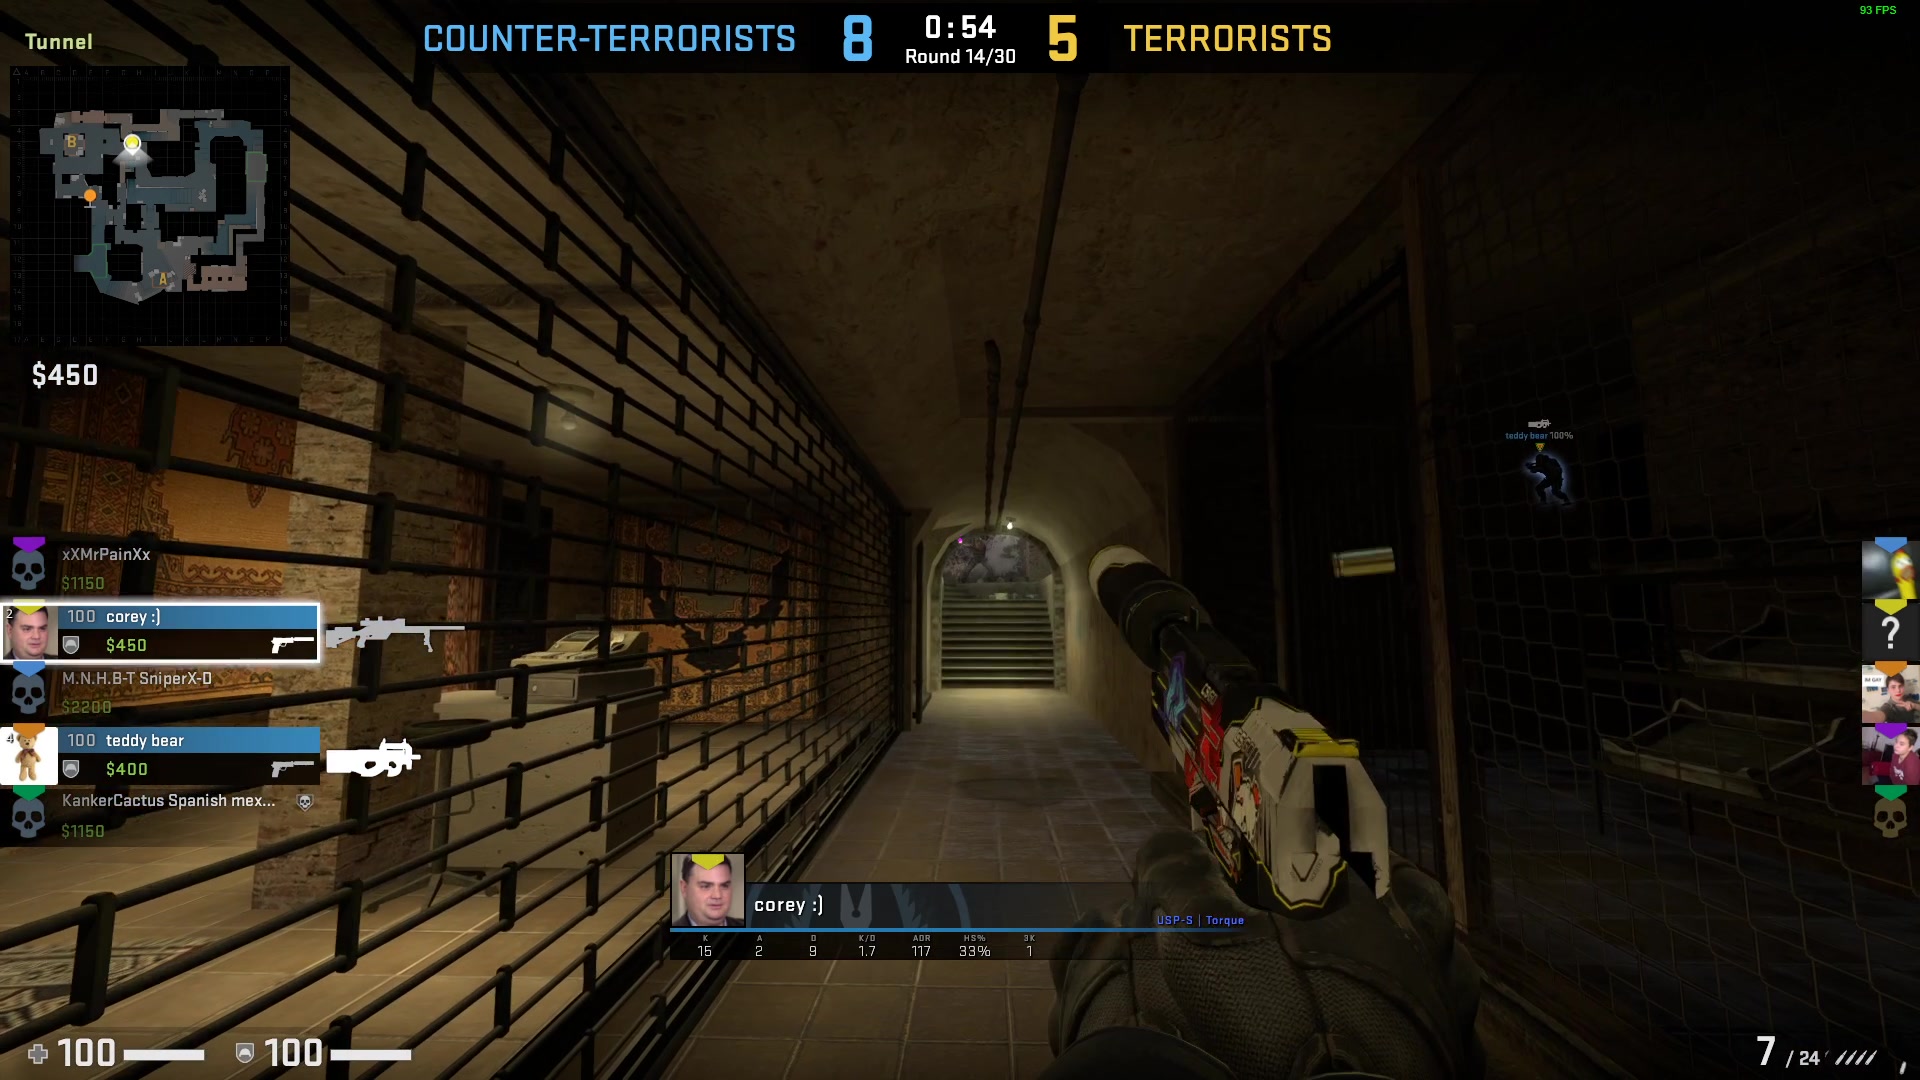 93 FPS
COUNTER-TERRORISTS 8 0:54 5 TERRORISTS
Round 14/30
Tunnel
B
A
$450
teddy bear 100%
xXMrPainXx
$1150
2 100 corey :)
$450
M.N.H.B-T SniperX-D
$2200
4 100 teddy bear
$400
KankerCactus Spanish mex...
$1150
?
corey :)
USP-S | Torque
K A D K/D ADR HS% 3K
15 2 9 1.7 117 33% 1
100 100
7 / 24